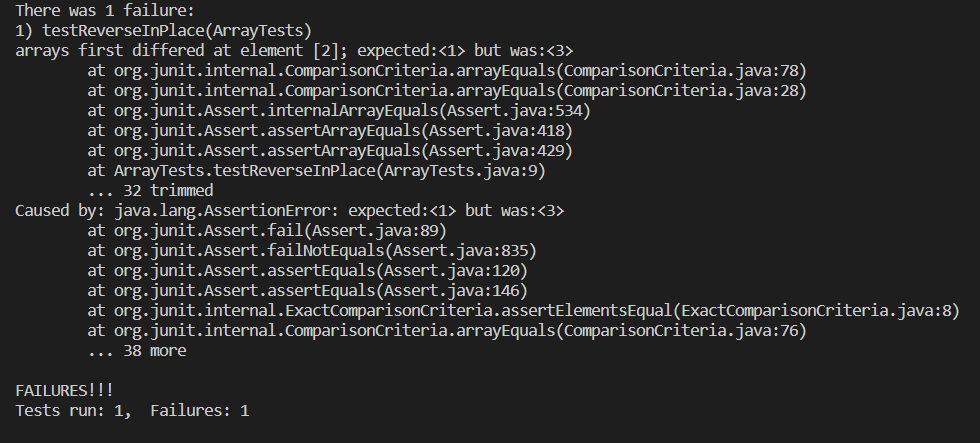 There was 1 failure:
1) testReverseInPlace(ArrayTests)
arrays first differed at element [2]; expected:<1> but was:<3>
        at org.junit.internal.ComparisonCriteria.arrayEquals(ComparisonCriteria.java:78)
        at org.junit.internal.ComparisonCriteria.arrayEquals(ComparisonCriteria.java:28)
        at org.junit.Assert.internalArrayEquals(Assert.java:534)
        at org.junit.Assert.assertArrayEquals(Assert.java:418)
        at org.junit.Assert.assertArrayEquals(Assert.java:429)
        at ArrayTests.testReverseInPlace(ArrayTests.java:9)
        ... 32 trimmed
Caused by: java.lang.AssertionError: expected:<1> but was:<3>
        at org.junit.Assert.fail(Assert.java:89)
        at org.junit.Assert.failNotEquals(Assert.java:835)
        at org.junit.Assert.assertEquals(Assert.java:120)
        at org.junit.Assert.assertEquals(Assert.java:146)
        at org.junit.internal.ExactComparisonCriteria.assertElementsEqual(ExactComparisonCriteria.java:8)
        at org.junit.internal.ComparisonCriteria.arrayEquals(ComparisonCriteria.java:76)
        ... 38 more

FAILURES!!!
Tests run: 1,  Failures: 1